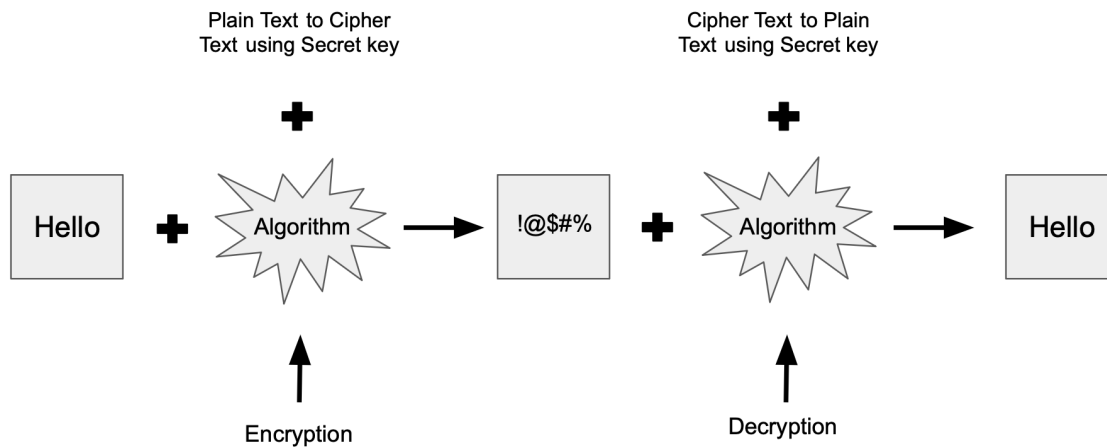 Plain Text to Cipher
Text using Secret key
Cipher Text to Plain
Text using Secret key
Hello
Algorithm
!@$#%
Algorithm
Hello
Encryption
Decryption